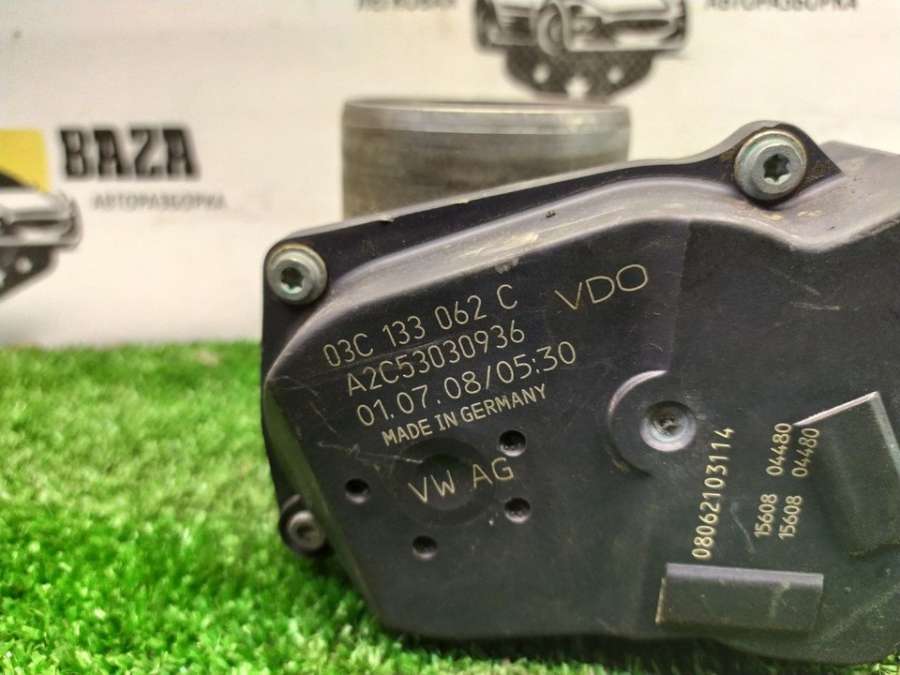 ЛЕГКОВАЯ
АВТОРАЗБОРКА
BAZA
АВТОРАЗБОРКА
03C 133 062 C
VDO
A2C53030936
01.07.08/05:30
MADE IN GERMANY
VW AG
08062103114
15608 04480
15608 04480